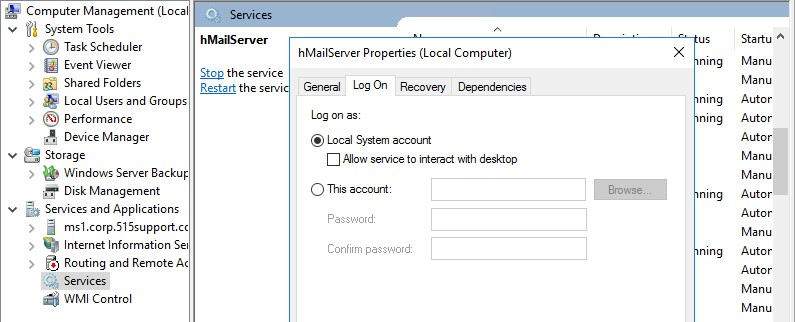 Computer Management (Local
System Tools
Task Scheduler
Event Viewer
Shared Folders
Local Users and Groups
Performance
Device Manager
Storage
Windows Server Backup
Disk Management
Services and Applications
ms1.corp.515support.cc
Internet Information Ser
Routing and Remote Ac
Services
WMI Control
Services
hMailServer
Stop the service
Restart the servic
Status
Startu
hMailServer Properties (Local Computer)
General
Log On
Recovery
Dependencies
Log on as:
Local System account
Allow service to interact with desktop
This account:
Browse...
Password:
Confirm password:
nning Manu
Manu
nning Autor
nning Autor
Manu
Autor
Manu
nning Autor
Autor
Manu
nning Autor
Autor
Manu
Manu